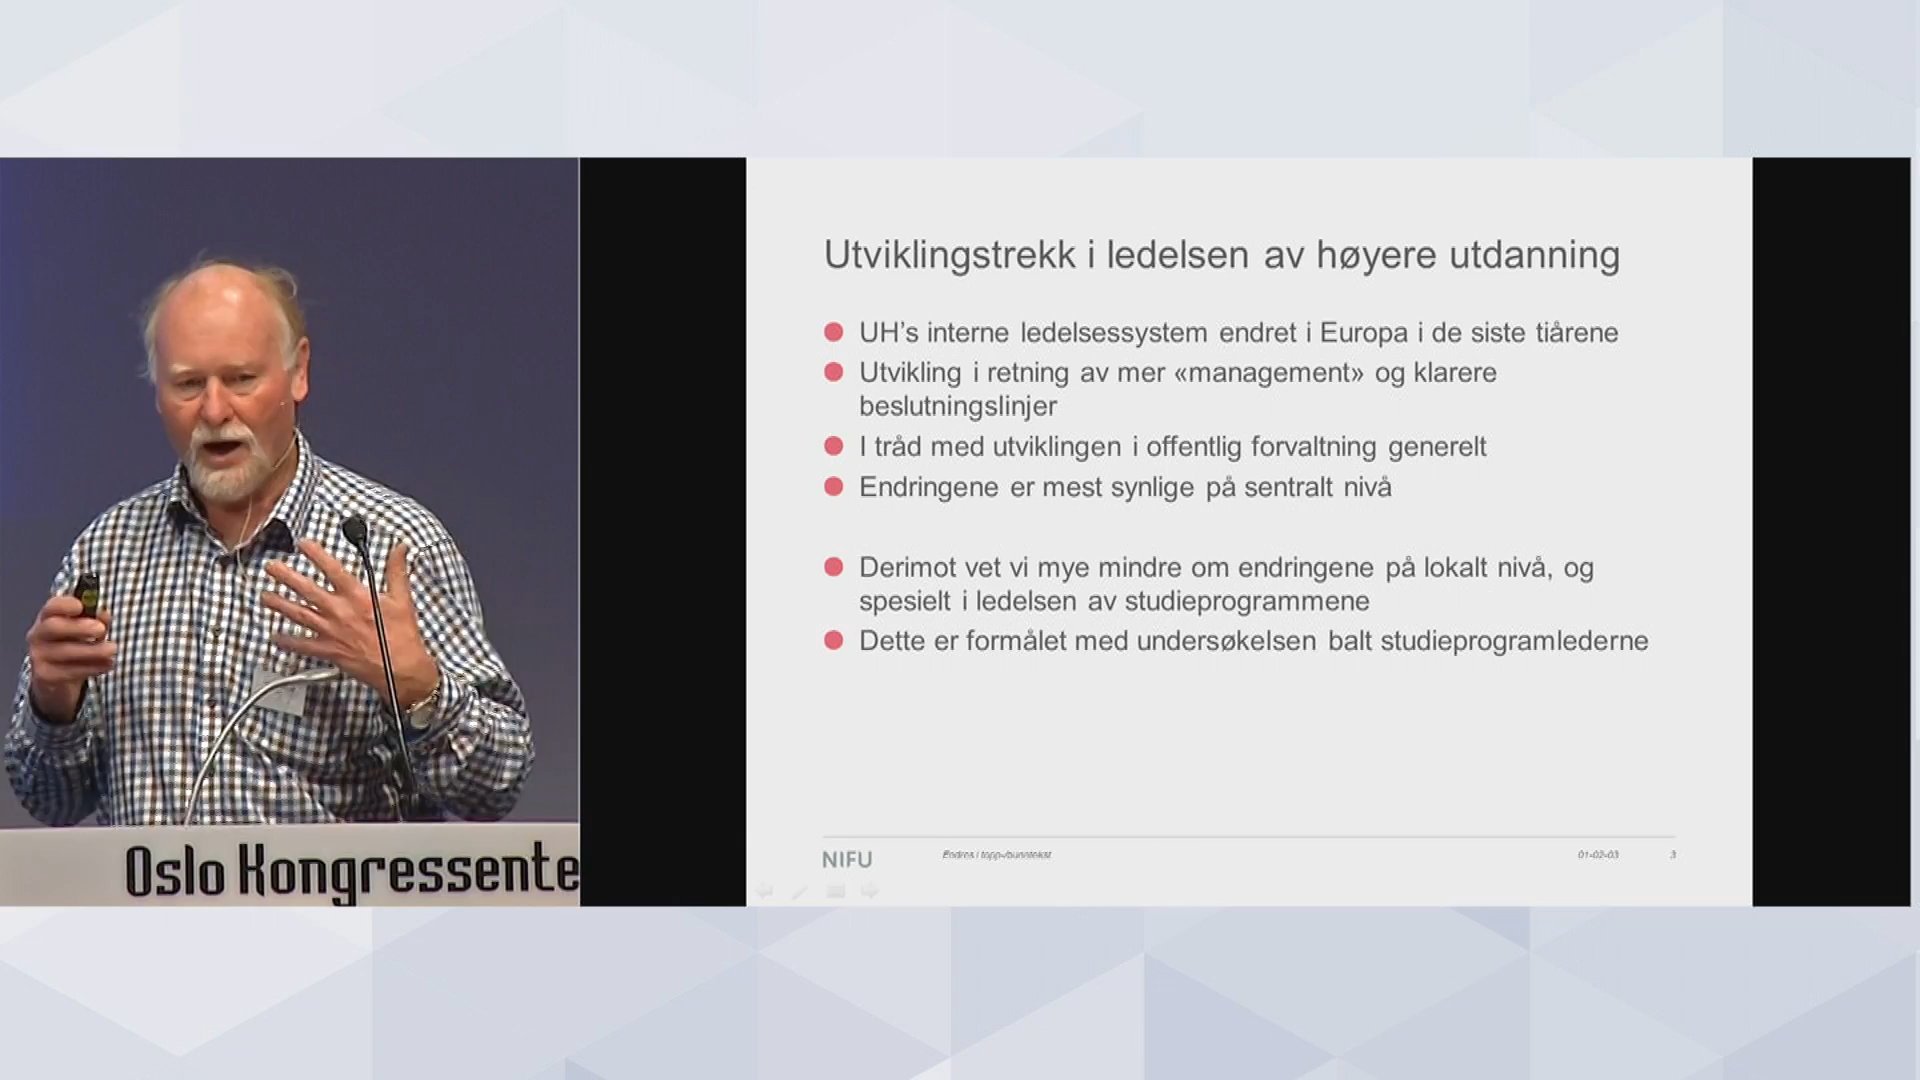 Utviklingstrekk i ledelsen av høyere utdanning
UH's interne ledelsessystem endret i Europa i de siste tiårene
Utvikling i retning av mer «management» og klarere
beslutningslinjer
I tråd med utviklingen i offentlig forvaltning generelt
Endringene er mest synlige på sentralt nivå
Derimot vet vi mye mindre om endringene på lokalt nivå, og
spesielt i ledelsen av studieprogrammene
Dette er formålet med undersøkelsen balt studieprogramlederne
NIFU
Endres i topp-/bunntekst
01-02-03
3
Oslo Kongressente